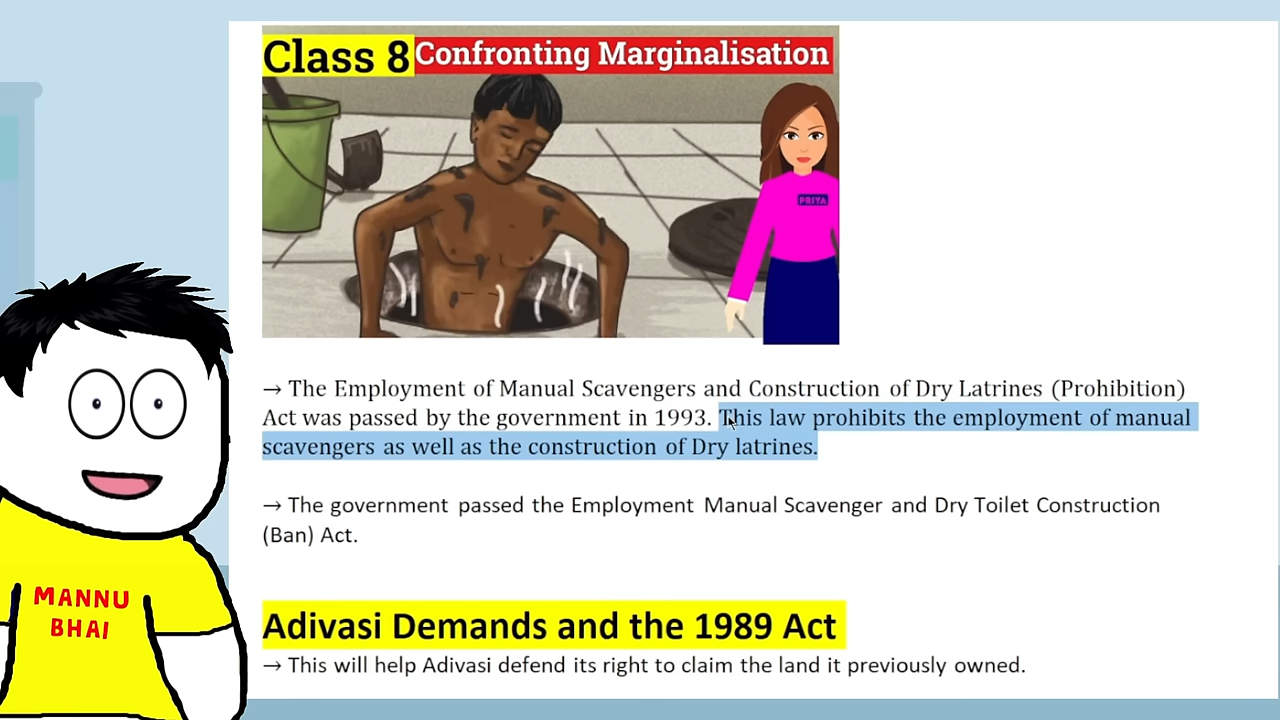 Class 8 Confronting Marginalisation
PRIYA
→ The Employment of Manual Scavengers and Construction of Dry Latrines (Prohibition)
Act was passed by the government in 1993. This law prohibits the employment of manual
scavengers as well as the construction of Dry latrines.
→ The government passed the Employment Manual Scavenger and Dry Toilet Construction
(Ban) Act.
MANNU
BHAI
Adivasi Demands and the 1989 Act
→ This will help Adivasi defend its right to claim the land it previously owned.